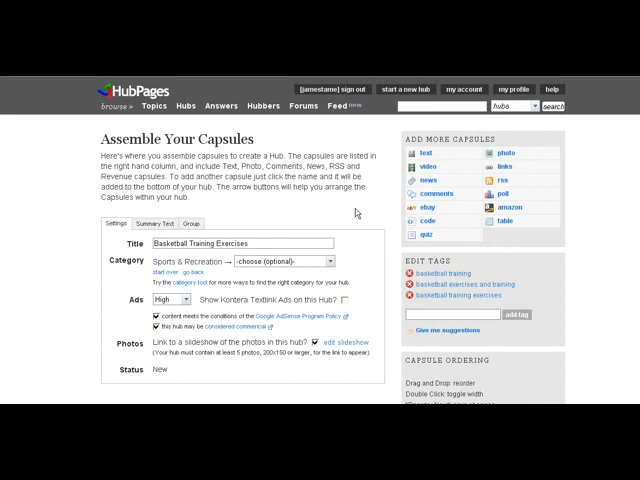 HubPages
[jamestame] sign out start a new hub my account my profile help
browse » Topics Hubs Answers Hubbers Forums Feed new
hubs search
Assemble Your Capsules
Here's where you assemble capsules to create a Hub. The capsules are listed
in the right hand column, and include Text, Photo, Comments, News, RSS and
Revenue capsules. To add another capsule just click the name and it will be
added to the bottom of your hub. The arrow buttons will help you arrange the
Capsules within your hub.
Settings Summary Text Group
Title Basketball Training Exercises
Category Sports & Recreation → -choose (optional)-
start over go back
Try the category tool for more ways to find the right category for your hub.
Ads High Show Kontera Textlink Ads on this Hub?
content meets the conditions of the Google AdSense Program Policy
this hub may be considered commercial
Photos Link to a slideshow of the photos in this hub? edit slideshow
(Your hub must contain at least 5 photos, 200x150 or larger, for the link to appear)
Status New
ADD MORE CAPSULES
text photo
video links
news rss
comments poll
ebay amazon
code table
quiz
EDIT TAGS
basketball training
basketball exercises and training
basketball training exercises
add tag
Give me suggestions
CAPSULE ORDERING
Drag and Drop: reorder
Double Click: toggle width